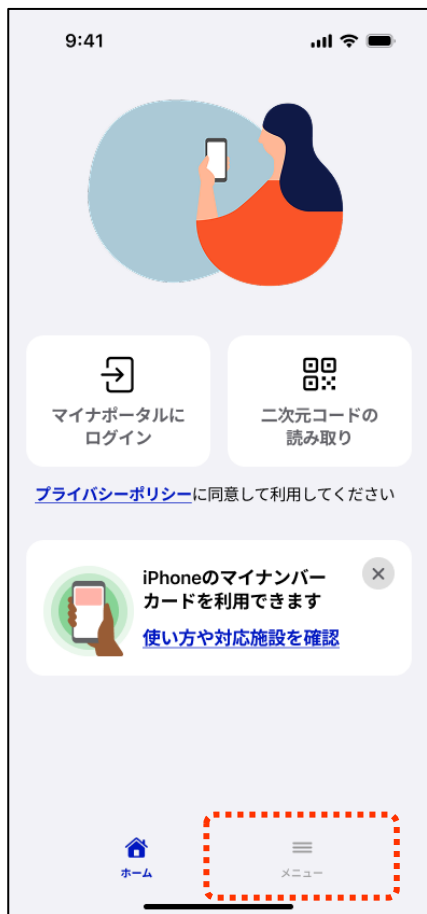 9:41
マイナポータルに
ログイン
二次元コードの
読み取り
プライバシーポリシーに同意して利用してください
iPhoneのマイナンバー
カードを利用できます
使い方や対応施設を確認
ホーム
メニュー